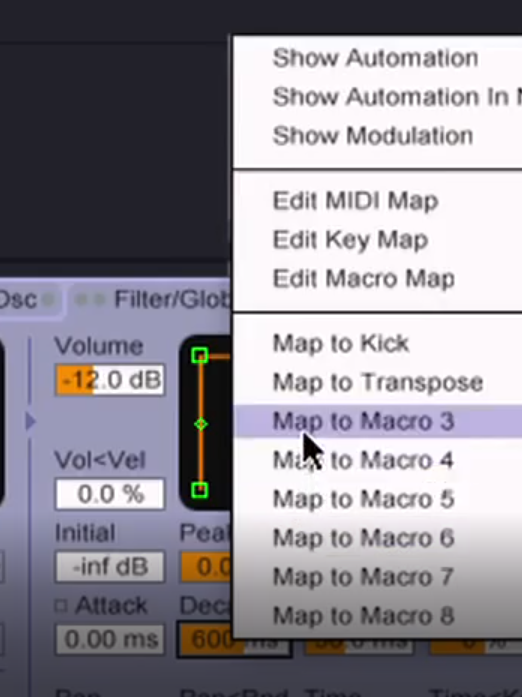 Show Automation
Show Automation In
Show Modulation
Edit MIDI Map
Edit Key Map
Edit Macro Map
Osc
Filter/Glob
Map to Kick
Map to Transpose
Map to Macro 3
Map to Macro 4
Map to Macro 5
Map to Macro 6
Map to Macro 7
Map to Macro 8
Volume
-12.0 dB
Vol<Vel
0.0 %
Initial
Peak
-inf dB
0.0
Attack
Deca
0.00 ms
600 ms